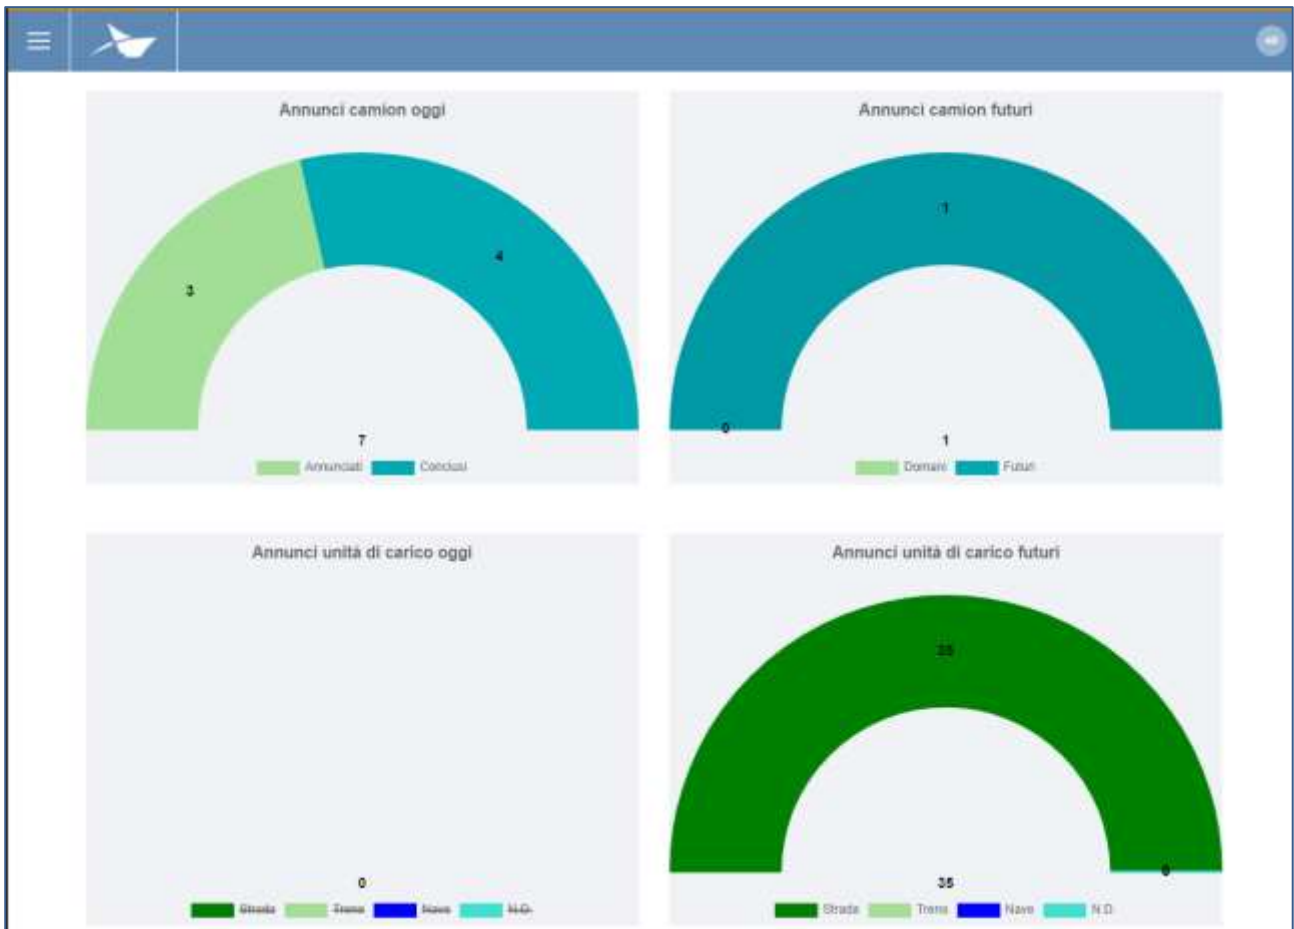 Annunci camion oggi
3
4
7
Annunciati Conclusi
Annunci camion futuri
1
0
1
Domani Futuri
Annunci unità di carico oggi
0
Strada Treno Nave N.D.
Annunci unità di carico futuri
35
0
35
Strada Treno Nave N.D.